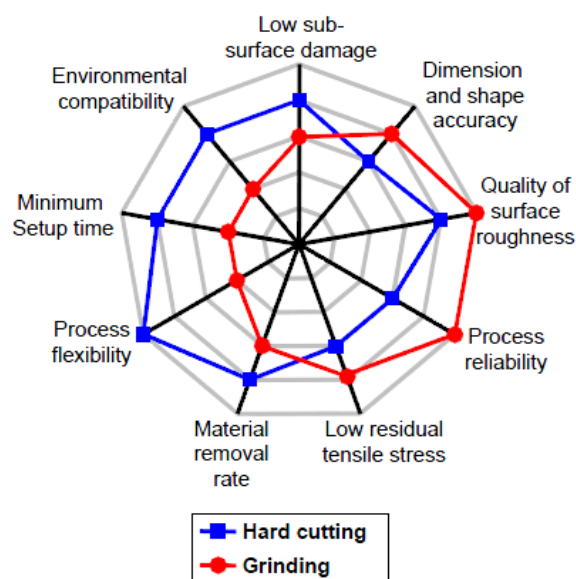 Low sub-
surface damage
Environmental
compatibility
Dimension
and shape
accuracy
Minimum
Setup time
Quality of
surface
roughness
Process
flexibility
Process
reliability
Material
removal
rate
Low residual
tensile stress
Hard cutting
Grinding